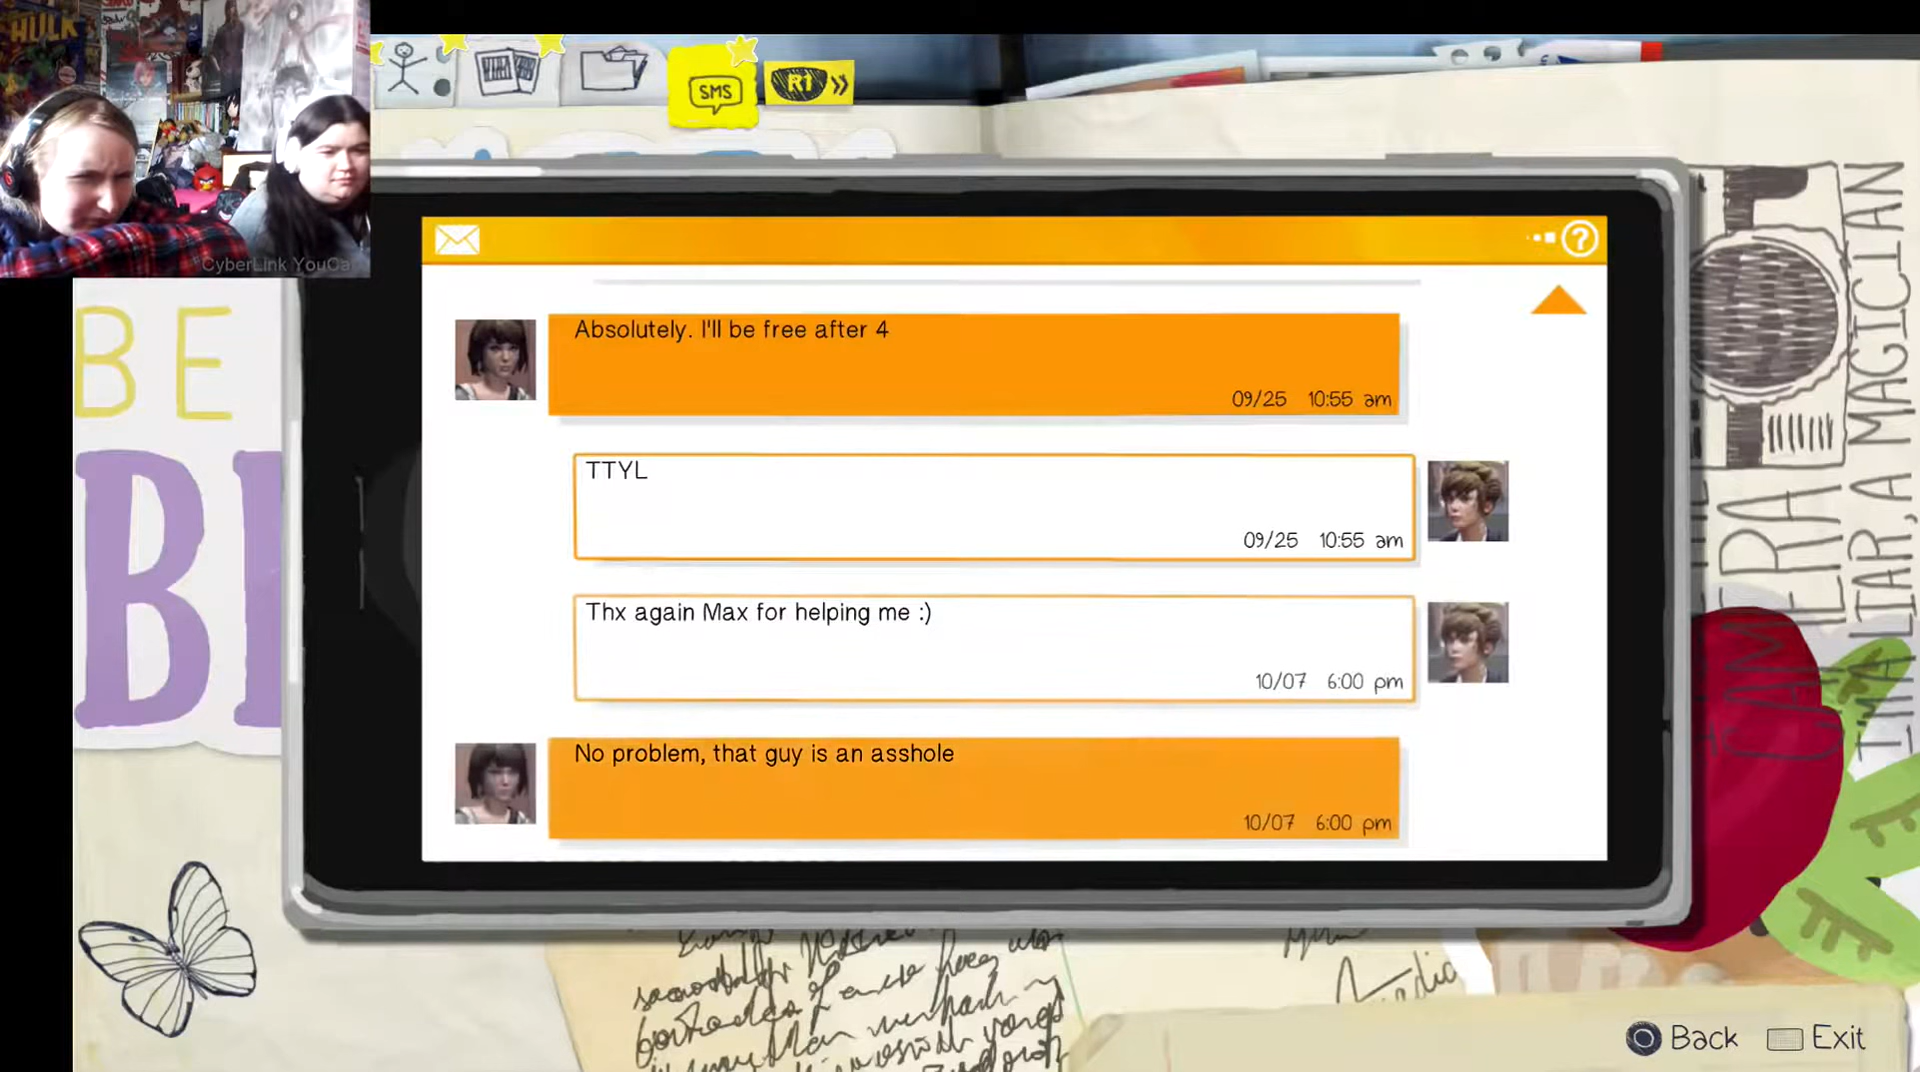 HULK
SMS
R1
CyberLink YouCa
BE
Absolutely. I'll be free after 4
09/25 10:55 am
TTYL
09/25 10:55 am
Thx again Max for helping me :)
10/07 6:00 pm
No problem, that guy is an asshole
10/07 6:00 pm
CAMERA
LIAR, A MAGICIAN
Back
Exit